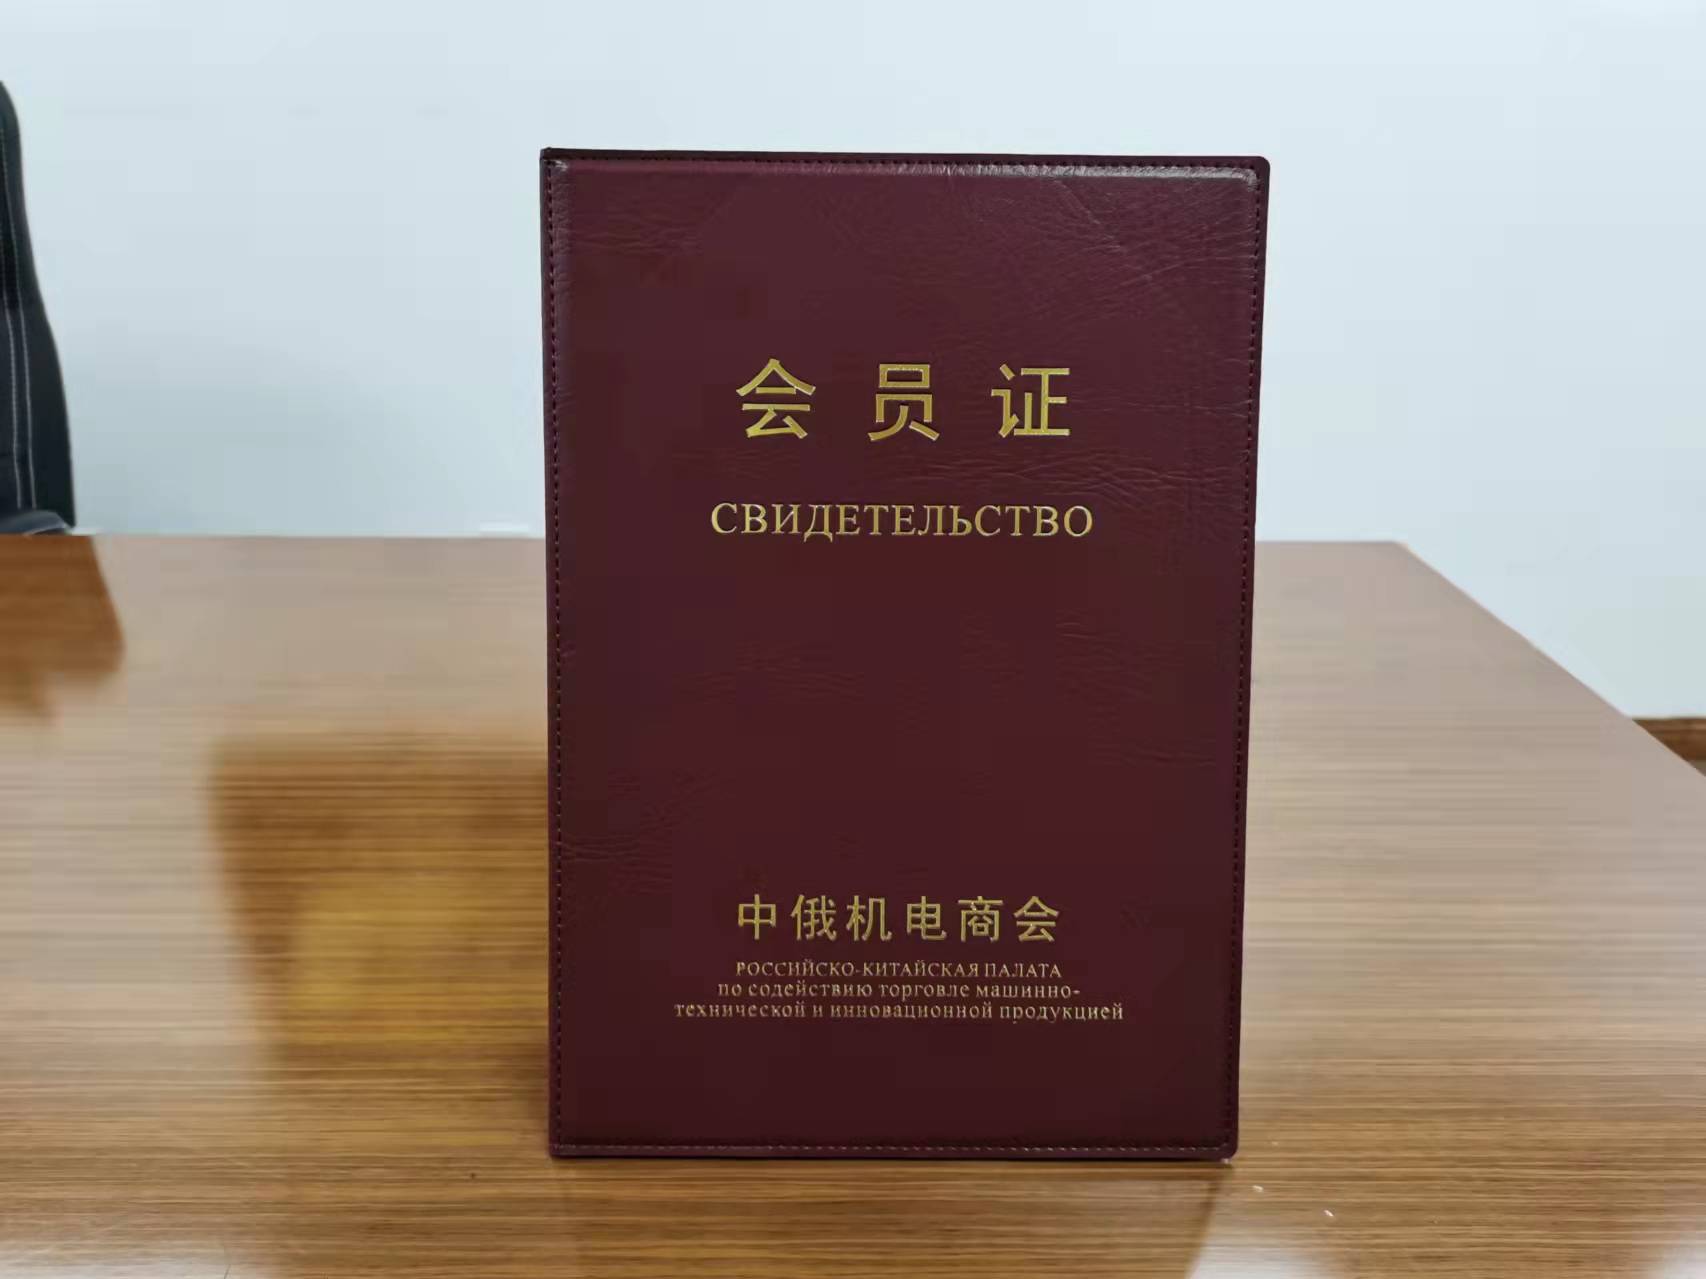 会员证
СВИДЕТЕЛЬСТВО
中俄机电商会
РОССИЙСКО-КИТАЙСКАЯ ПАЛАТА
по содействию торговле машинно-
технической и инновационной продукцией